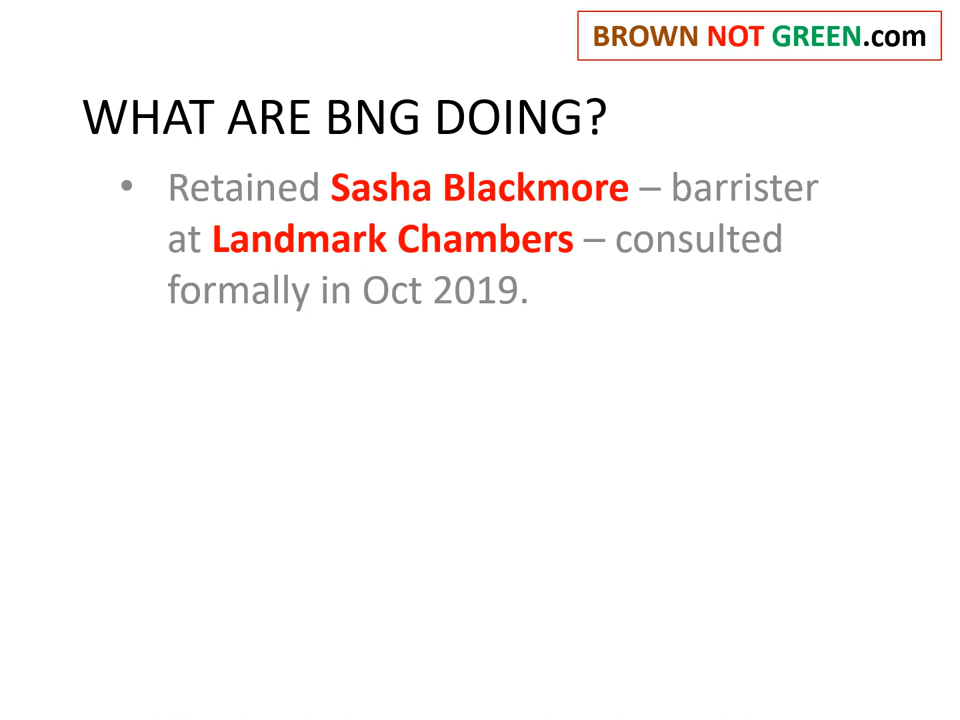 BROWN NOT GREEN.com
WHAT ARE BNG DOING?
• Retained Sasha Blackmore – barrister
at Landmark Chambers – consulted
formally in Oct 2019.